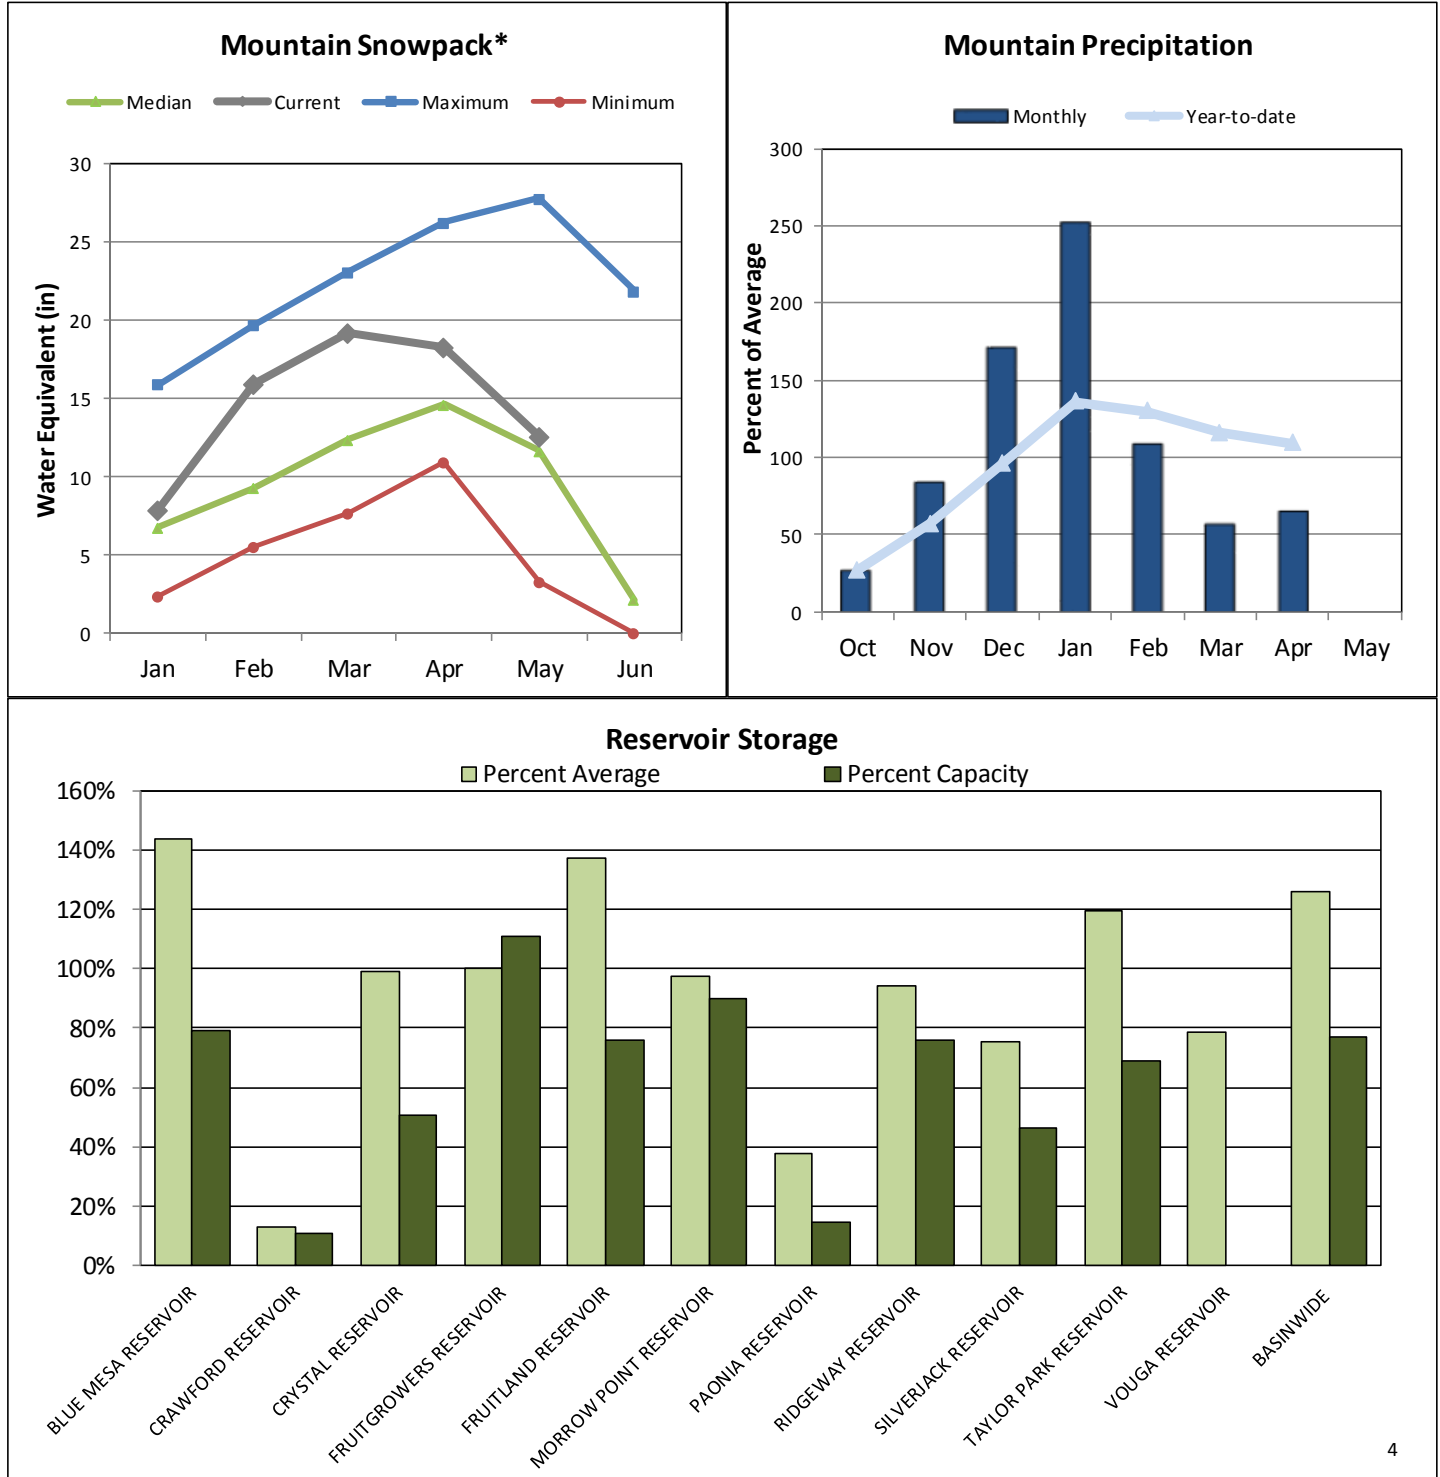 Mountain Snowpack*
Median Current Maximum Minimum
Water Equivalent (in)
30
25
20
15
10
5
0
Jan Feb Mar Apr May Jun
Mountain Precipitation
Monthly Year-to-date
Percent of Average
300
250
200
150
100
50
0
Oct Nov Dec Jan Feb Mar Apr May
Reservoir Storage
Percent Average Percent Capacity
160%
140%
120%
100%
80%
60%
40%
20%
0%
BLUE MESA RESERVOIR
CRAWFORD RESERVOIR
CRYSTAL RESERVOIR
FRUITGROWERS RESERVOIR
FRUITLAND RESERVOIR
MORROW POINT RESERVOIR
PAONIA RESERVOIR
RIDGEWAY RESERVOIR
SILVERJACK RESERVOIR
TAYLOR PARK RESERVOIR
VOUGA RESERVOIR
BASINWIDE
4